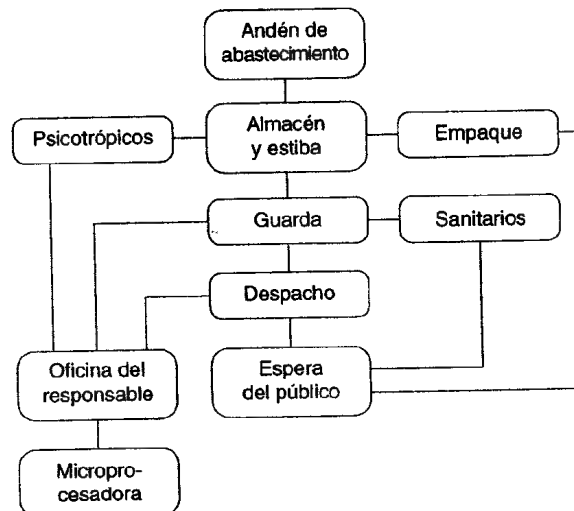 Andén de
abastecimiento
Psicotrópicos
Almacén
y estiba
Empaque
Guarda
Sanitarios
Despacho
Oficina del
responsable
Espera
del público
Micropro-
cesadora